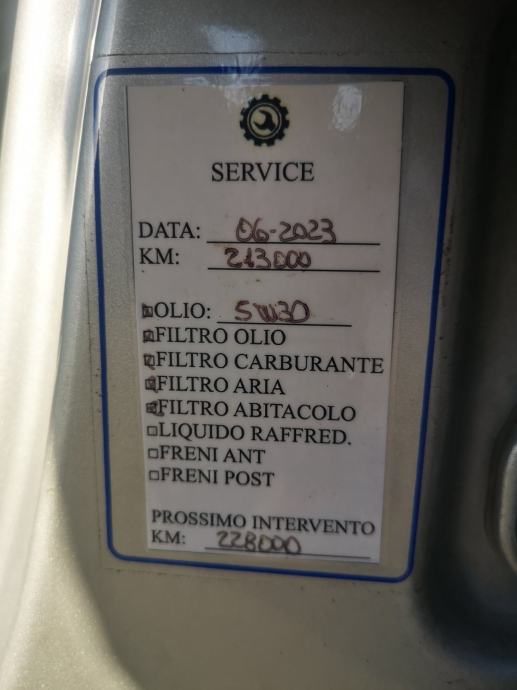 SERVICE
DATA: 06-2023
KM: 213000
OLIO: 5W30
FILTRO OLIO
FILTRO CARBURANTE
FILTRO ARIA
FILTRO ABITACOLO
LIQUIDO RAFFRED.
FRENI ANT
FRENI POST
PROSSIMO INTERVENTO
KM: 228000